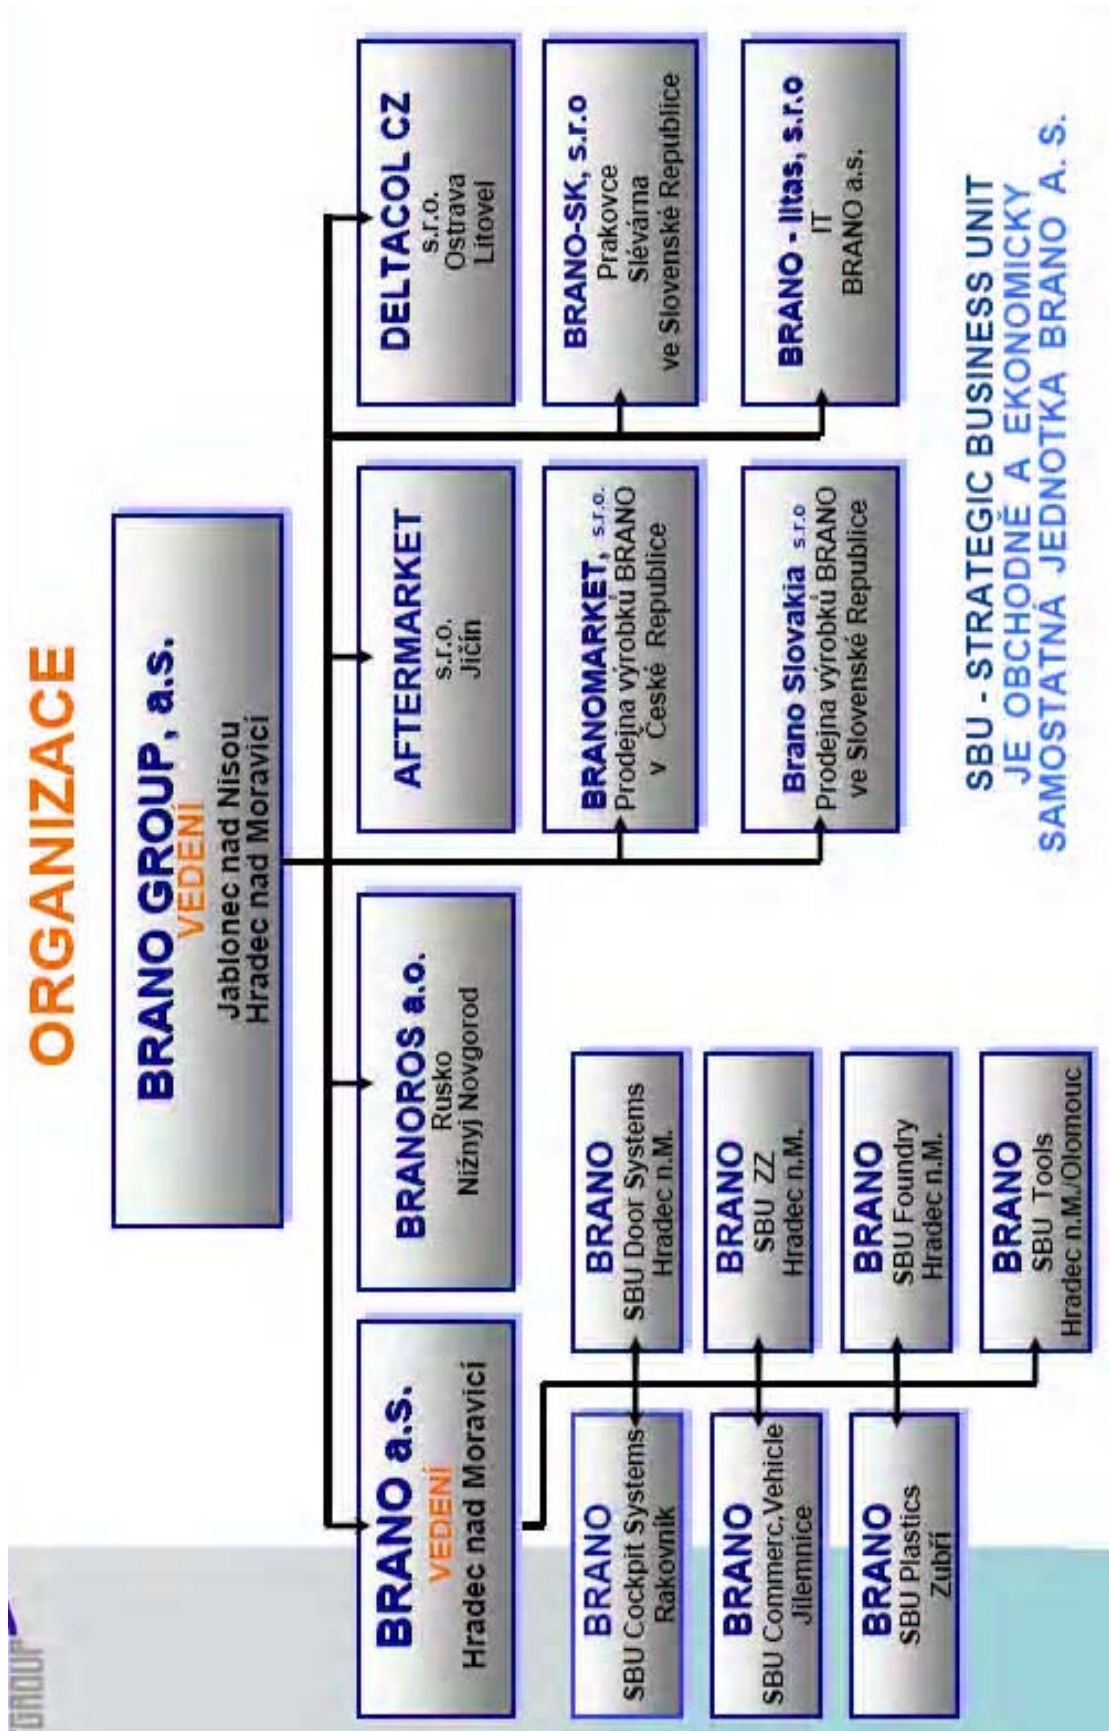 GROUP
ORGANIZACE
BRANO GROUP, a.s.
VEDENÍ
Jablonec nad Nisou
Hradec nad Moravicí
BRANO a.s.
VEDENÍ
Hradec nad Moravicí
BRANOROS a.o.
Rusko
Nižnyj Novgorod
AFTERMARKET
s.r.o.
Jičín
DELTACOL CZ
s.r.o.
Ostrava
Litovel
BRANO
SBU Cockpit Systems
Rakovník
BRANO
SBU Door Systems
Hradec n.M.
BRANOMARKET, s.r.o.
Prodejna výrobků BRANO
v České Republice
BRANO-SK, s.r.o
Prakovce
Slévárna
ve Slovenské Republice
BRANO
SBU Commerc,Vehicle
Jilemnice
BRANO
SBU ZZ
Hradec n.M.
Brano Slovakia s.r.o
Prodejna výrobků BRANO
ve Slovenské Republice
BRANO - Iitas, s.r.o
IT
BRANO a.s.
BRANO
SBU Plastics
Zubří
BRANO
SBU Foundry
Hradec n.M.
BRANO
SBU Tools
Hradec n.M./Olomouc
SBU - STRATEGIC BUSINESS UNIT
JE OBCHODNĚ A EKONOMICKY
SAMOSTATNÁ JEDNOTKA BRANO A. S.